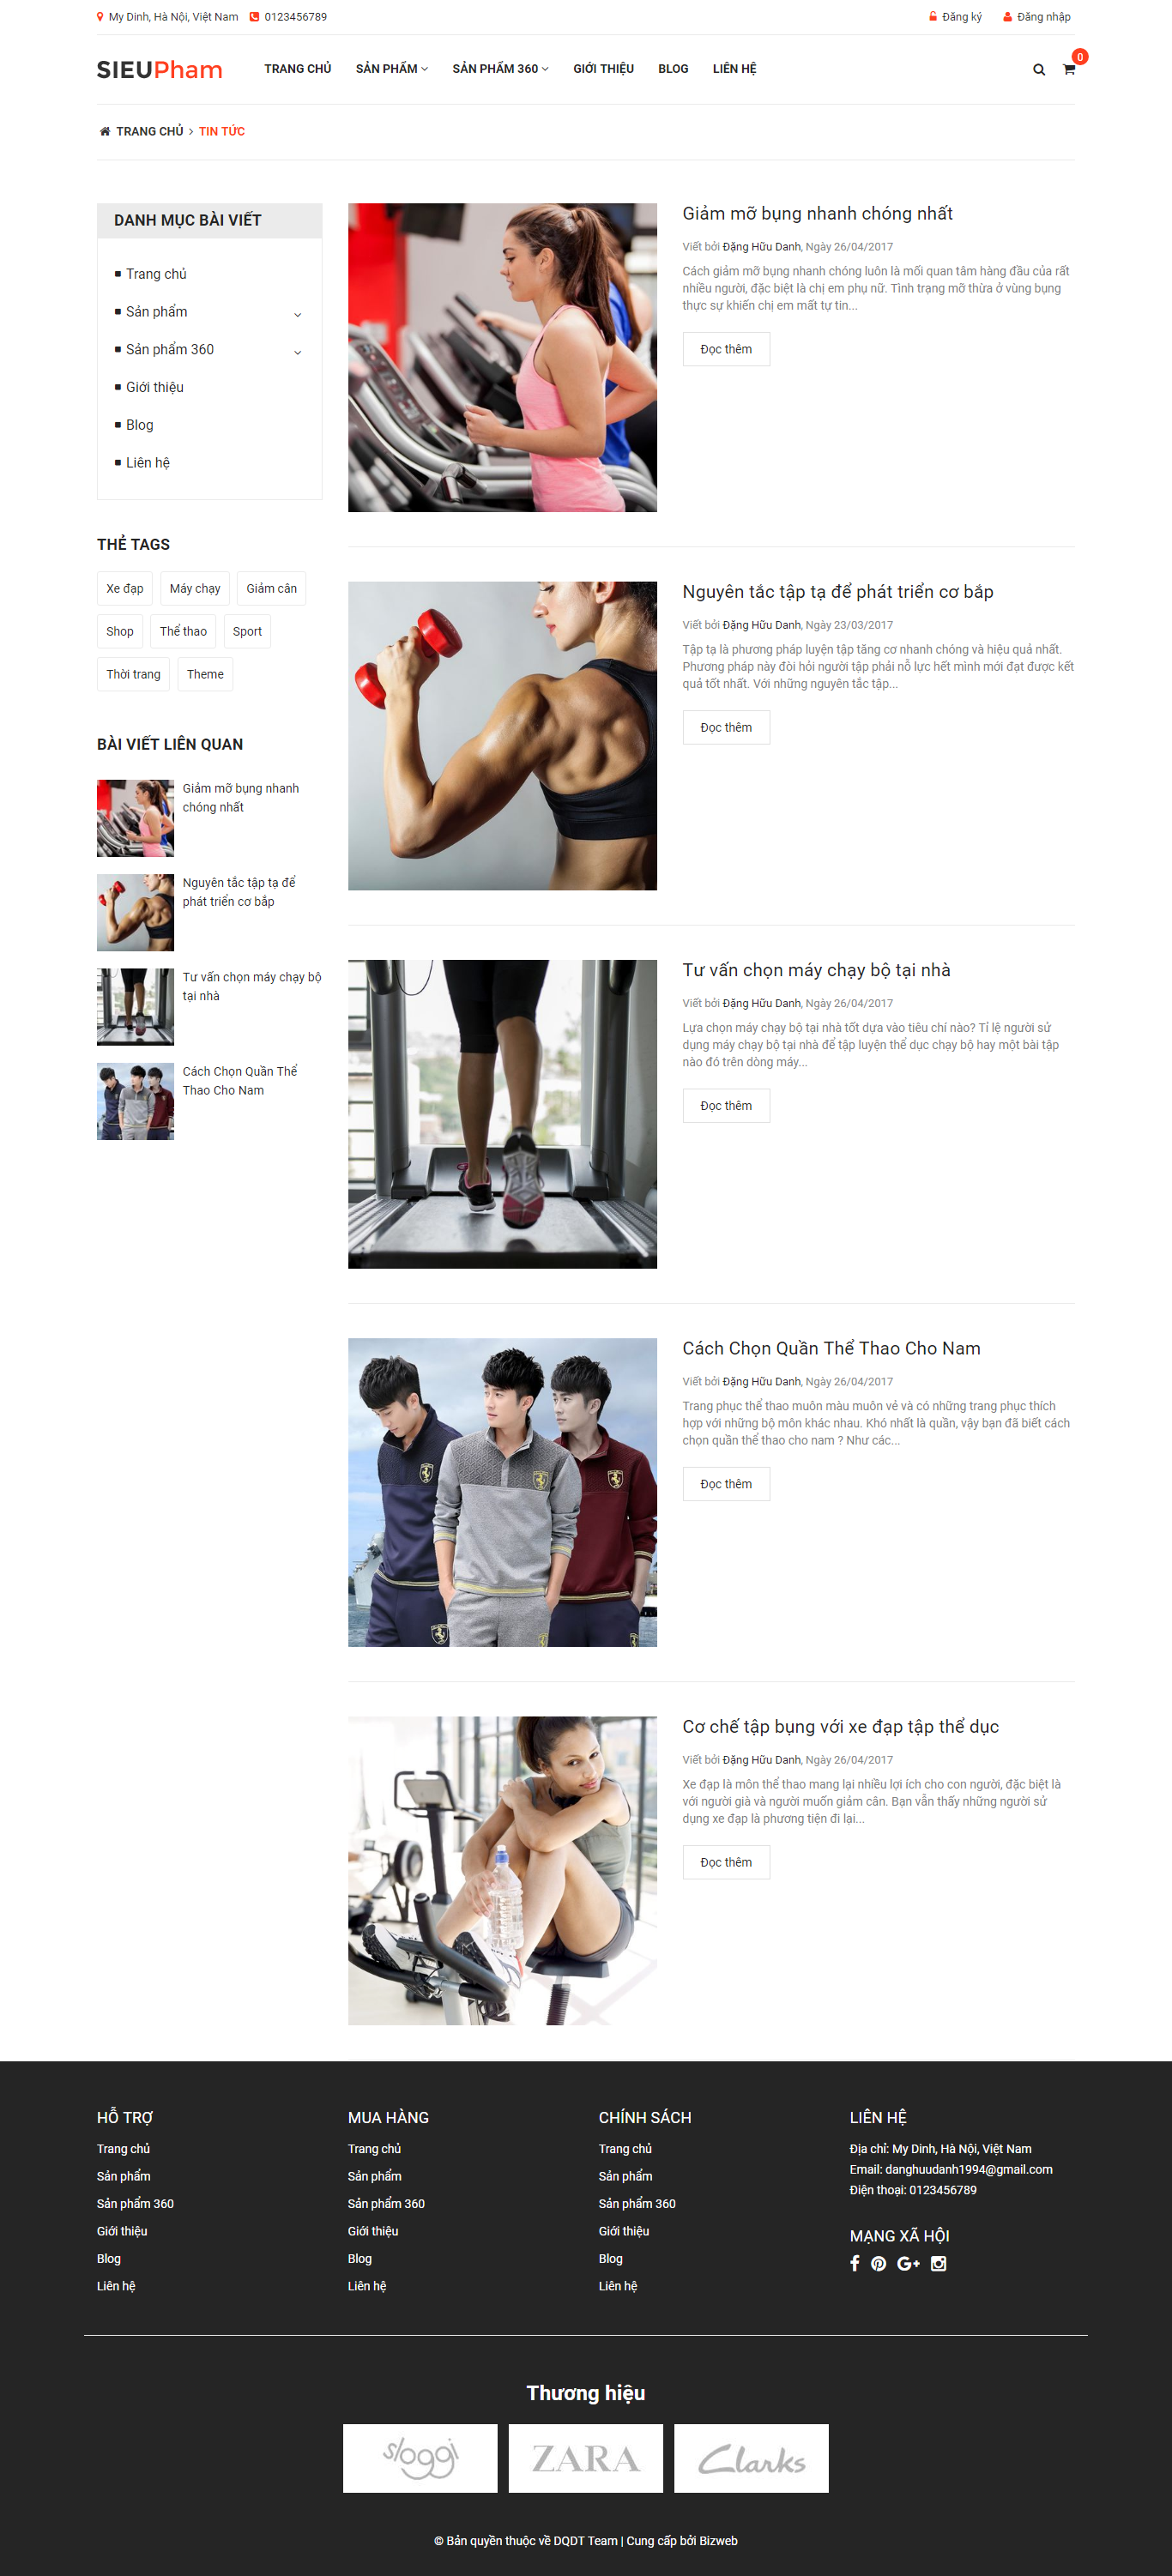 My Dinh, Hà Nội, Việt Nam 0123456789 Đăng ký Đăng nhập
SIEUPham TRANG CHỦ SẢN PHẨM SẢN PHẨM 360 GIỚI THIỆU BLOG LIÊN HỆ 0
TRANG CHỦ > TIN TỨC
DANH MỤC BÀI VIẾT
Trang chủ
Sản phẩm
Sản phẩm 360
Giới thiệu
Blog
Liên hệ
THẺ TAGS
Xe đạp Máy chạy Giảm cân
Shop Thể thao Sport
Thời trang Theme
BÀI VIẾT LIÊN QUAN
Giảm mỡ bụng nhanh
chóng nhất
Nguyên tắc tập tạ để
phát triển cơ bắp
Tư vấn chọn máy chạy bộ
tại nhà
Cách Chọn Quần Thể
Thao Cho Nam
Giảm mỡ bụng nhanh chóng nhất
Viết bởi Đặng Hữu Danh, Ngày 26/04/2017
Cách giảm mỡ bụng nhanh chóng luôn là mối quan tâm hàng đầu của rất
nhiều người, đặc biệt là chị em phụ nữ. Tình trạng mỡ thừa ở vùng bụng
thực sự khiến chị em mất tự tin...
Đọc thêm
Nguyên tắc tập tạ để phát triển cơ bắp
Viết bởi Đặng Hữu Danh, Ngày 23/03/2017
Tập tạ là phương pháp luyện tập tăng cơ nhanh chóng và hiệu quả nhất.
Phương pháp này đòi hỏi người tập phải nỗ lực hết mình mới đạt được kết
quả tốt nhất. Với những nguyên tắc tập...
Đọc thêm
Tư vấn chọn máy chạy bộ tại nhà
Viết bởi Đặng Hữu Danh, Ngày 26/04/2017
Lựa chọn máy chạy bộ tại nhà tốt dựa vào tiêu chí nào? Tỉ lệ người sử
dụng máy chạy bộ tại nhà để tập luyện thể dục chạy bộ hay một bài tập
nào đó trên dòng máy...
Đọc thêm
Cách Chọn Quần Thể Thao Cho Nam
Viết bởi Đặng Hữu Danh, Ngày 26/04/2017
Trang phục thể thao muôn màu muôn vẻ và có những trang phục thích
hợp với những bộ môn khác nhau. Khó nhất là quần, vậy bạn đã biết cách
chọn quần thể thao cho nam ? Như các...
Đọc thêm
Cơ chế tập bụng với xe đạp tập thể dục
Viết bởi Đặng Hữu Danh, Ngày 26/04/2017
Xe đạp là môn thể thao mang lại nhiều lợi ích cho con người, đặc biệt là
với người già và người muốn giảm cân. Bạn vẫn thấy những người sử
dụng xe đạp là phương tiện đi lại...
Đọc thêm
HỖ TRỢ
Trang chủ
Sản phẩm
Sản phẩm 360
Giới thiệu
Blog
Liên hệ
MUA HÀNG
Trang chủ
Sản phẩm
Sản phẩm 360
Giới thiệu
Blog
Liên hệ
CHÍNH SÁCH
Trang chủ
Sản phẩm
Sản phẩm 360
Giới thiệu
Blog
Liên hệ
LIÊN HỆ
Địa chỉ: My Dinh, Hà Nội, Việt Nam
Email: danghuudanh1994@gmail.com
Điện thoại: 0123456789
MẠNG XÃ HỘI
Thương hiệu
sloggi ZARA Clarks
© Bản quyền thuộc về DQDT Team | Cung cấp bởi Bizweb